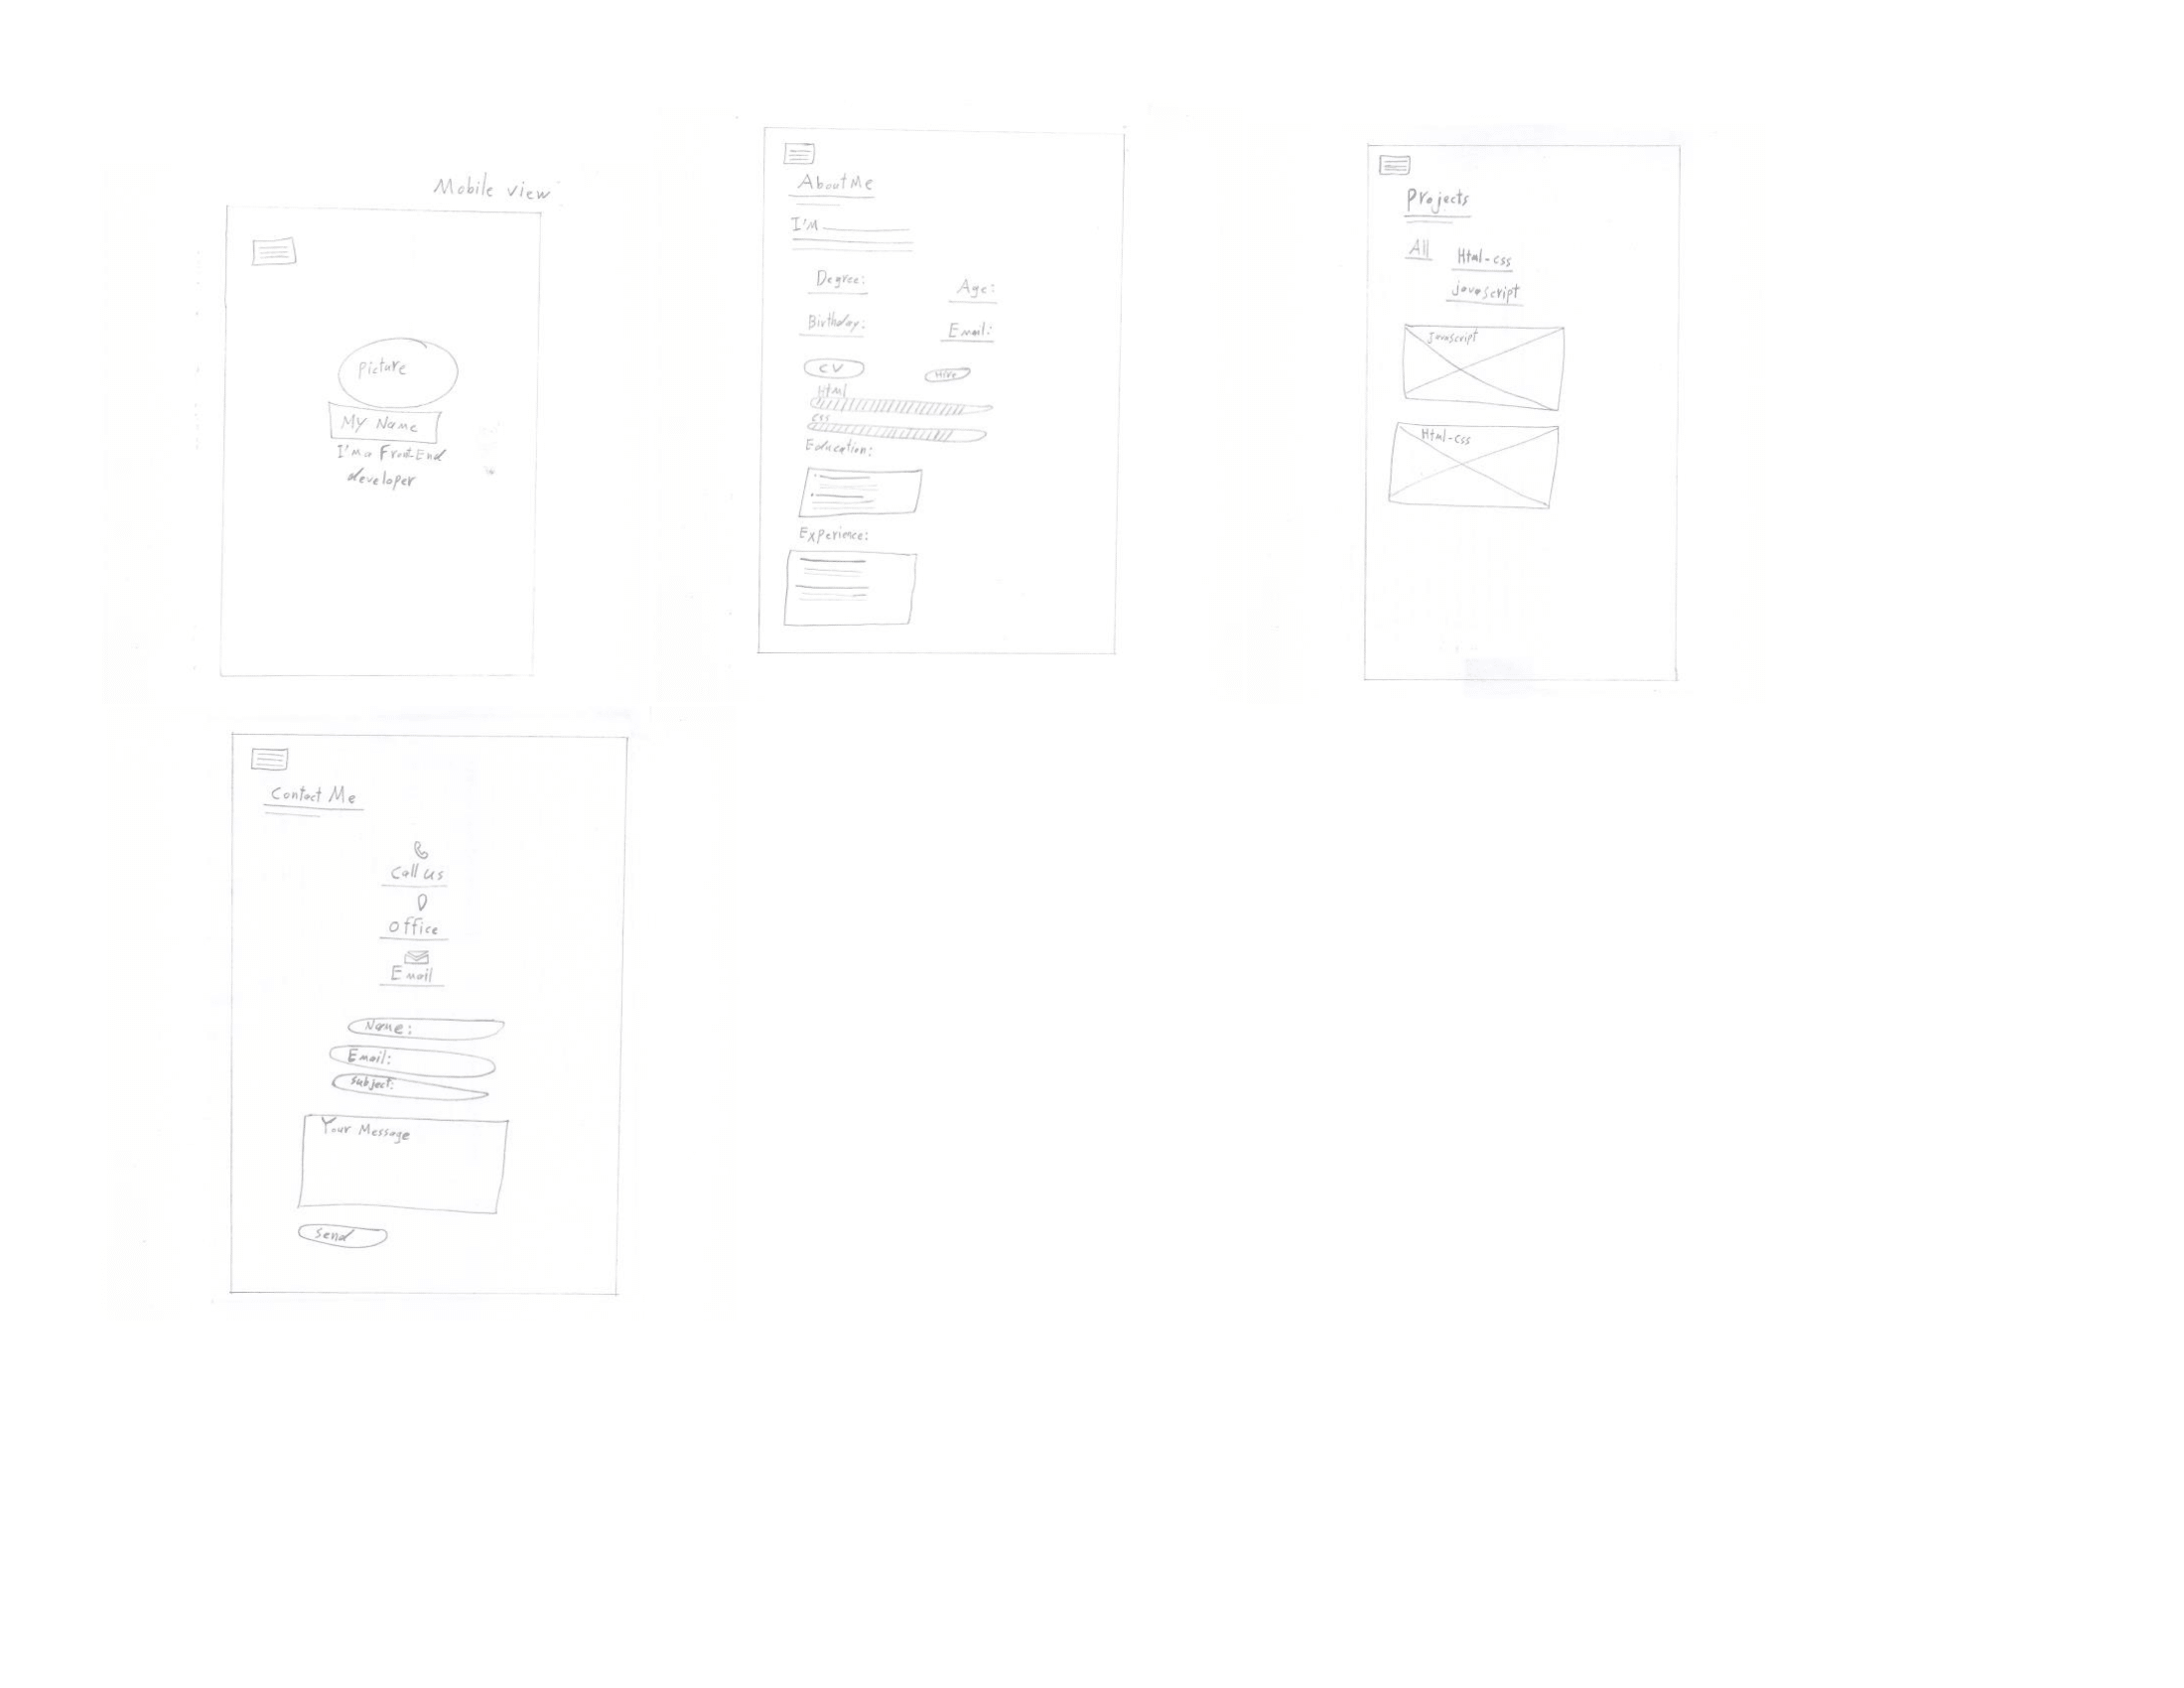 Mobile view
Picture
My Name
I'm a Front-End
developer
About Me
I'm
Degree:
Age:
Birthday:
Email:
CV
Hire
Html
css
Education:
Experience:
Projects
All
Html-css
javascript
Javascript
Html-css
Contact Me
Call us
office
Email
Name:
Email:
subject:
Your Message
send